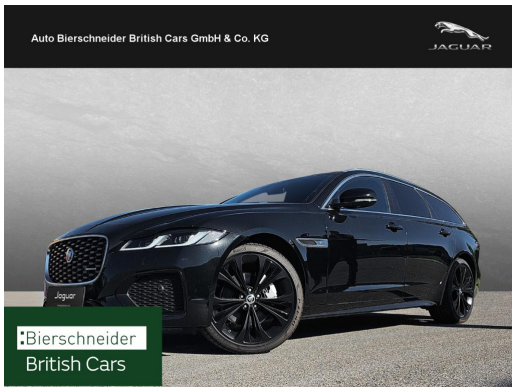 Auto Bierschneider British Cars GmbH & Co. KG
JAGUAR
Jaguar
Bierschneider
British Cars